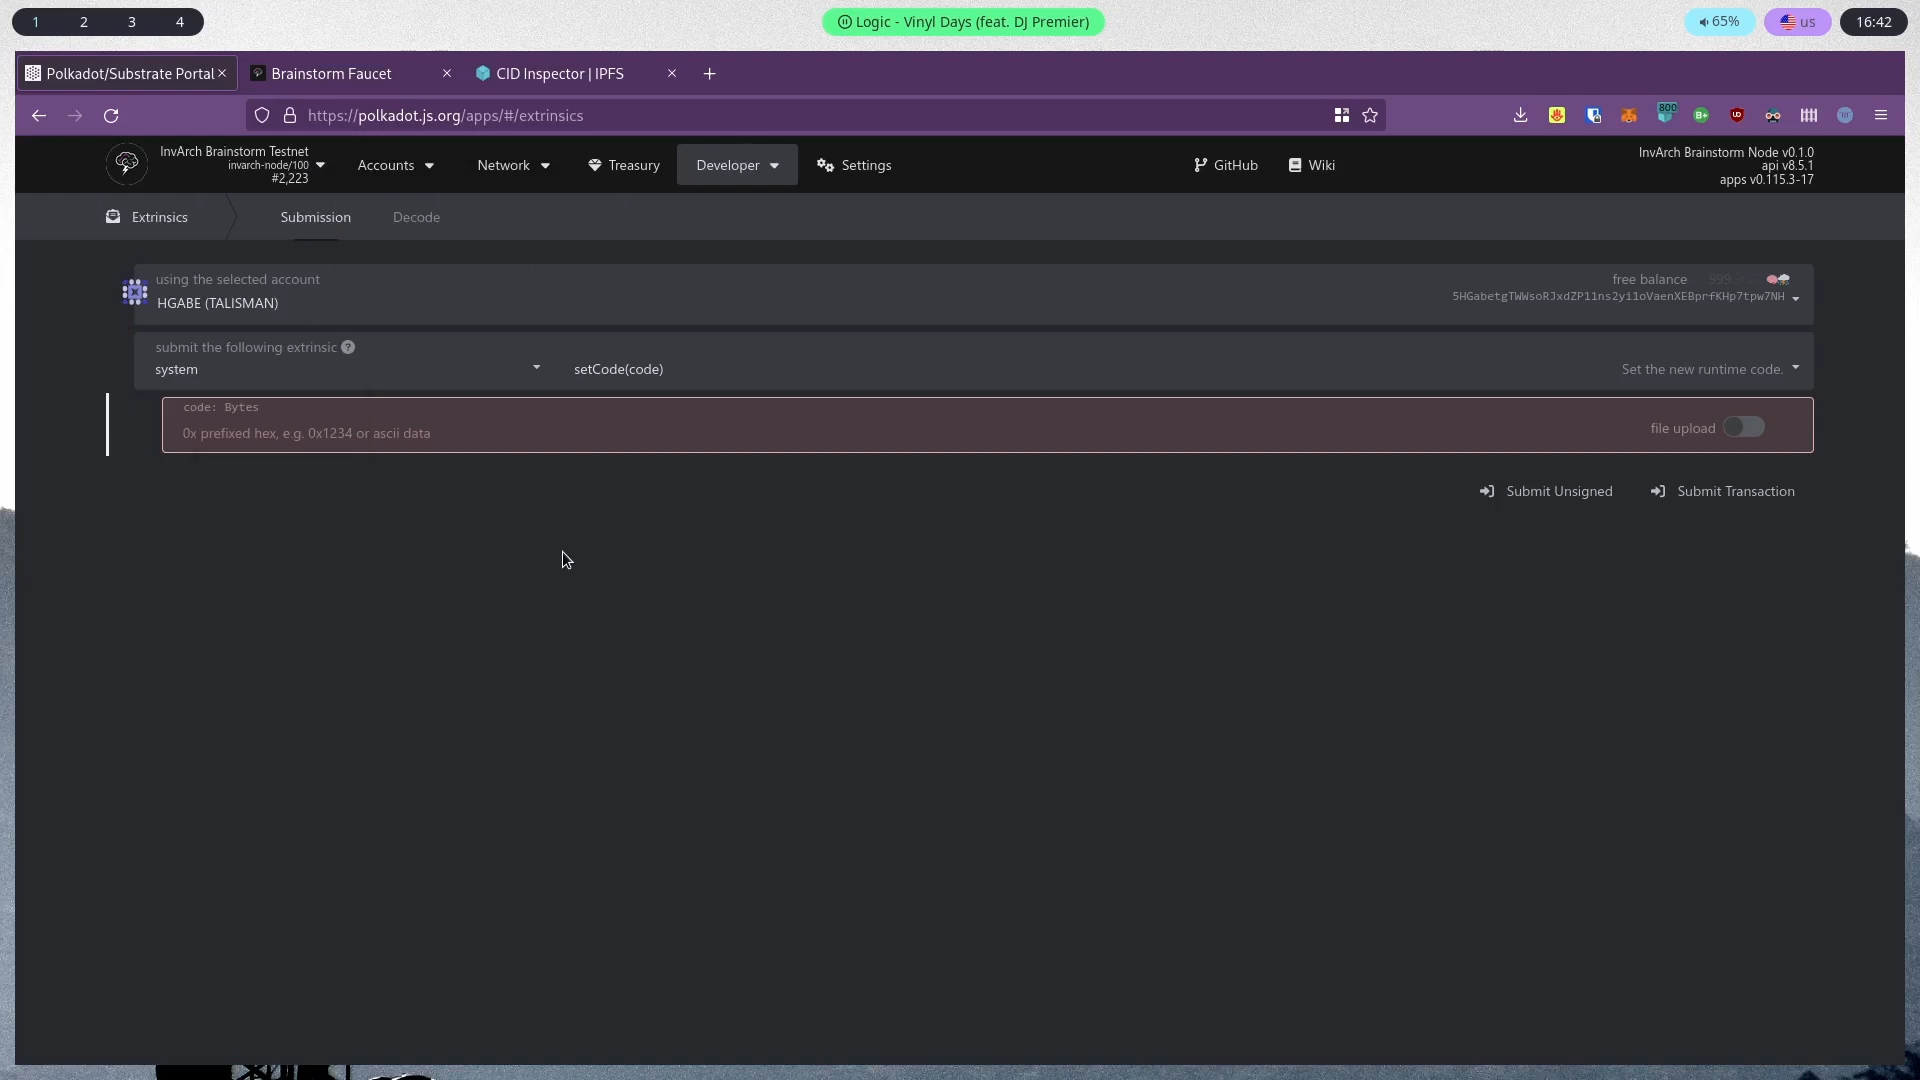 1 2 3 4
Logic - Vinyl Days (feat. DJ Premier)
65%
us
16:42
Polkadot/Substrate Portal
Brainstorm Faucet
CID Inspector | IPFS
https://polkadot.js.org/apps/#/extrinsics
800
B+
InvArch Brainstorm Testnet
invarch-node/100
#2,223
Accounts
Network
Treasury
Developer
Settings
GitHub
Wiki
InvArch Brainstorm Node v0.1.0
api v8.5.1
apps v0.115.3-17
Extrinsics
Submission
Decode
using the selected account
HGABE (TALISMAN)
free balance
5HGabetgTWWsoRJxdZP11ns2yi1oVaenXEBprfKHp7tpw7NH
submit the following extrinsic ?
system
setCode(code)
Set the new runtime code.
code: Bytes
0x prefixed hex, e.g. 0x1234 or ascii data
file upload
Submit Unsigned
Submit Transaction